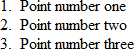 1. Point number one
2. Point number two
3. Point number three